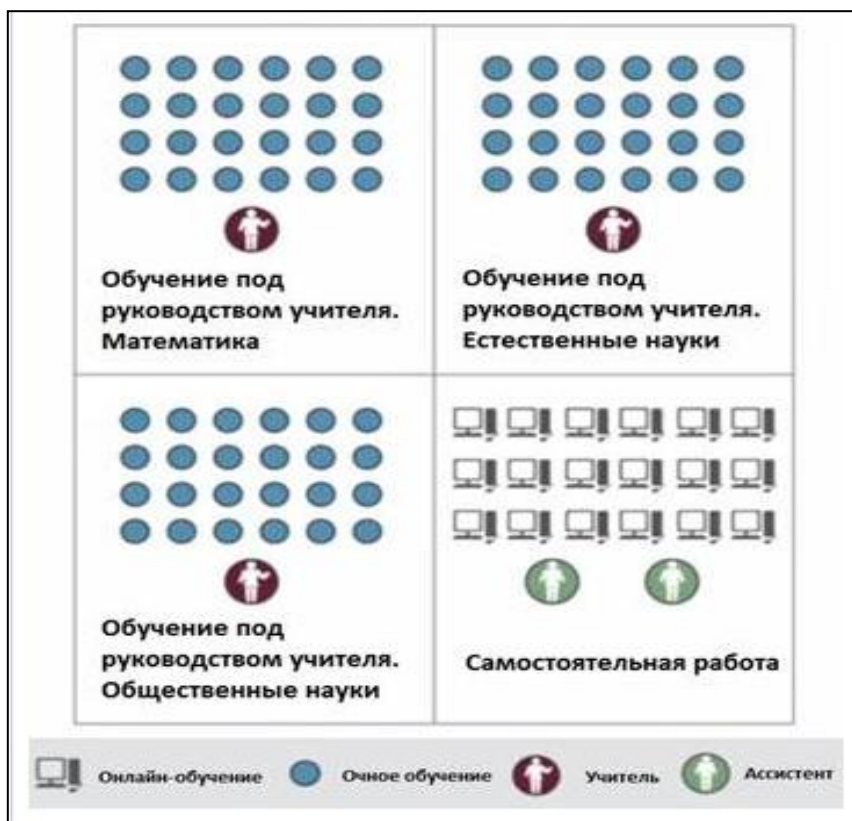 Обучение под
руководством учителя.
Математика
Обучение под
руководством учителя.
Естественные науки
Обучение под
руководством учителя.
Общественные науки
Самостоятельная работа
Онлайн-обучение
Очное обучение
Учитель
Ассистент